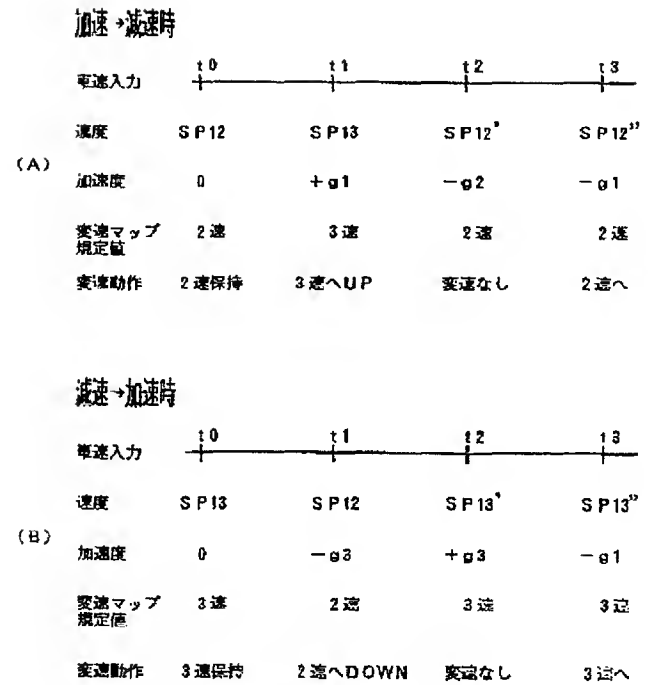 加速→減速時
t0 t1 t2 t3
車速入力
速度 SP12 SP13 SP12' SP12''
(A)
加速度 0 +g1 -g2 -g1
変速マップ 2速 3速 2速 2速
規定値
変速動作 2速保持 3速へUP 変速なし 2速へ
減速→加速時
t0 t1 t2 t3
車速入力
速度 SP13 SP12 SP13' SP13''
(B)
加速度 0 -g3 +g3 -g1
変速マップ 3速 2速 3速 3速
規定値
変速動作 3速保持 2速へDOWN 変速なし 3速へ